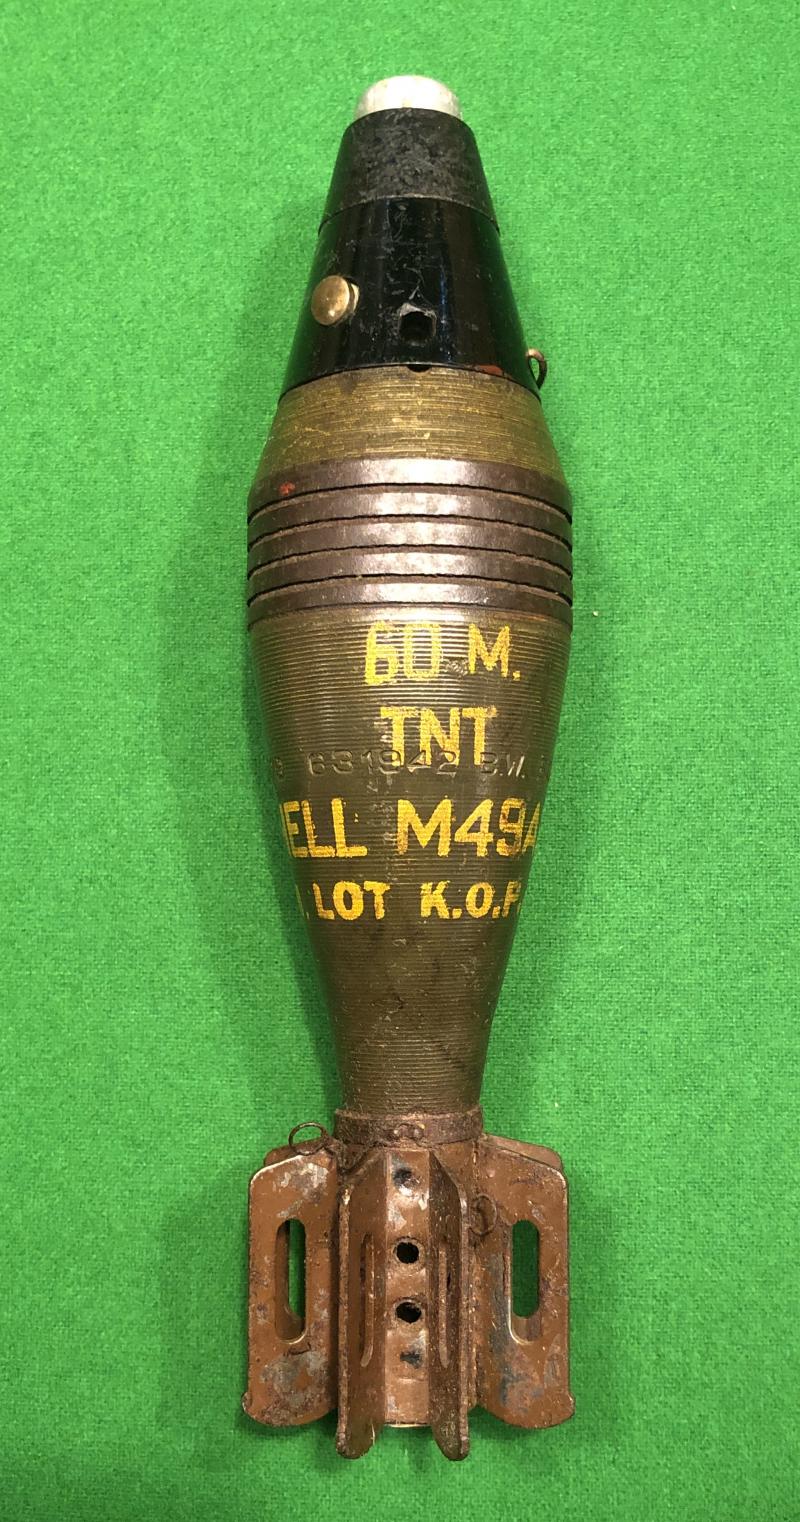 60 M.
TNT
631942 B.W.
ELL M49A
LOT K.O.P